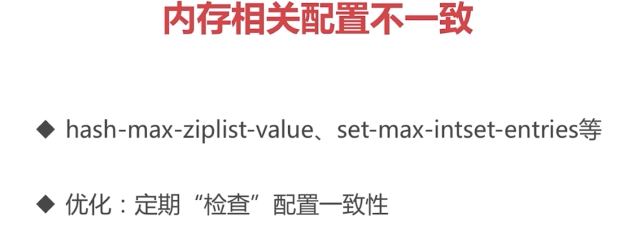 内存相关配置不一致
◆ hash-max-ziplist-value、set-max-intset-entries等
◆ 优化：定期“检查”配置一致性